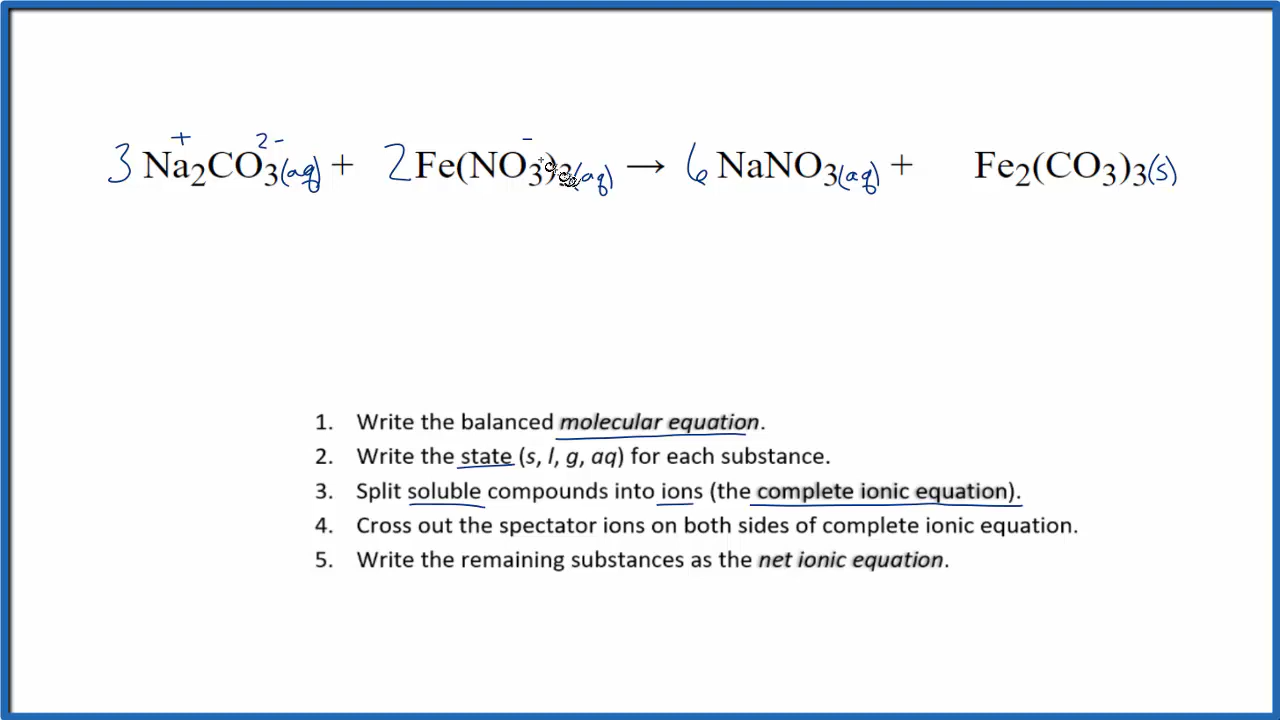 + 2- -
3 Na₂CO₃(aq) + 2 Fe(NO₃)₃(aq) → 6 NaNO₃(aq) + Fe₂(CO₃)₃(s)
1. Write the balanced molecular equation.
2. Write the state (s, l, g, aq) for each substance.
3. Split soluble compounds into ions (the complete ionic equation).
4. Cross out the spectator ions on both sides of complete ionic equation.
5. Write the remaining substances as the net ionic equation.